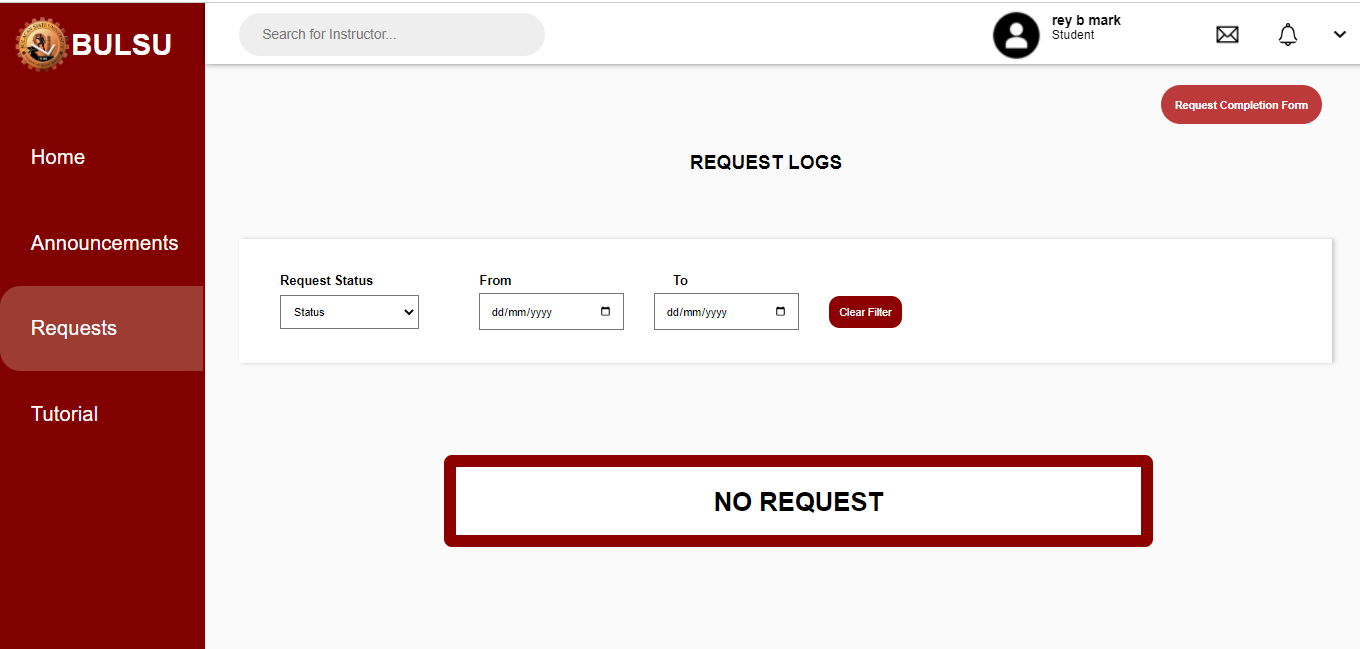 BULSU
Search for Instructor...
rey b mark
Student
Home
Announcements
Requests
Tutorial
Request Completion Form
REQUEST LOGS
Request Status
From
To
Status
dd/mm/yyyy
dd/mm/yyyy
Clear Filter
NO REQUEST